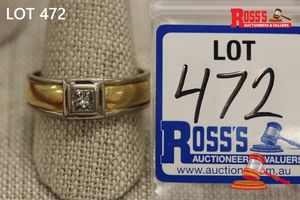 LOT 472
ROSS'S
AUCTIONEERS & VALUERS
LOT
472
ROSS'S
AUCTIONEERS & VALUERS
www.auction.com.au